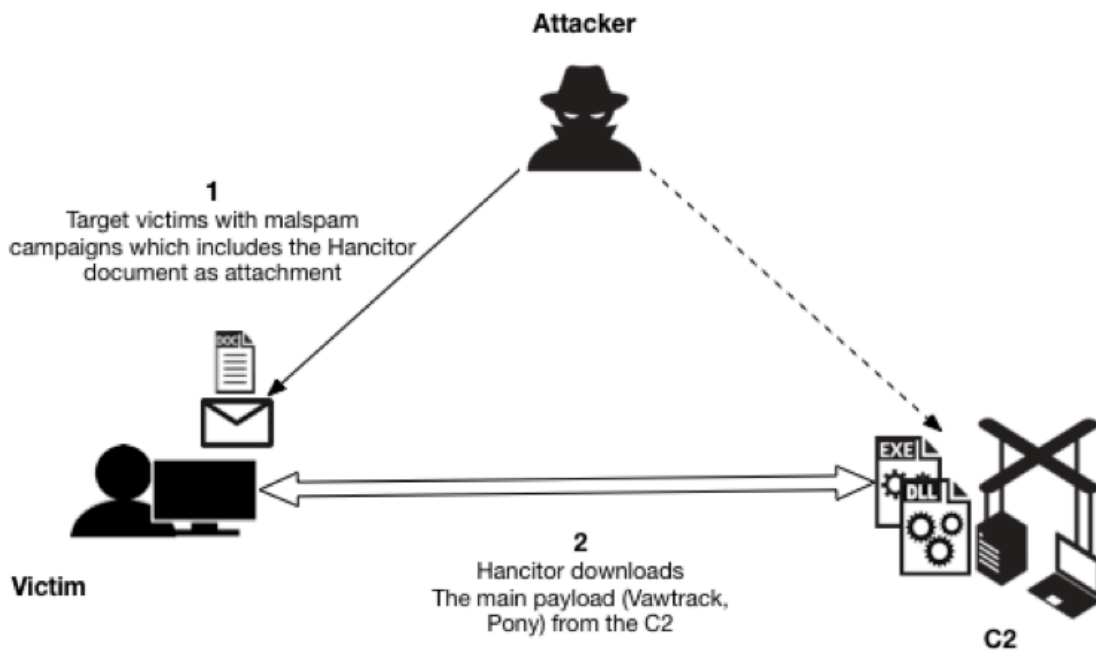 Attacker
1
Target victims with malspam
campaigns which includes the Hancitor
document as attachment
DOC
EXE
DLL
2
Hancitor downloads
The main payload (Vawtrack,
Pony) from the C2
Victim
C2